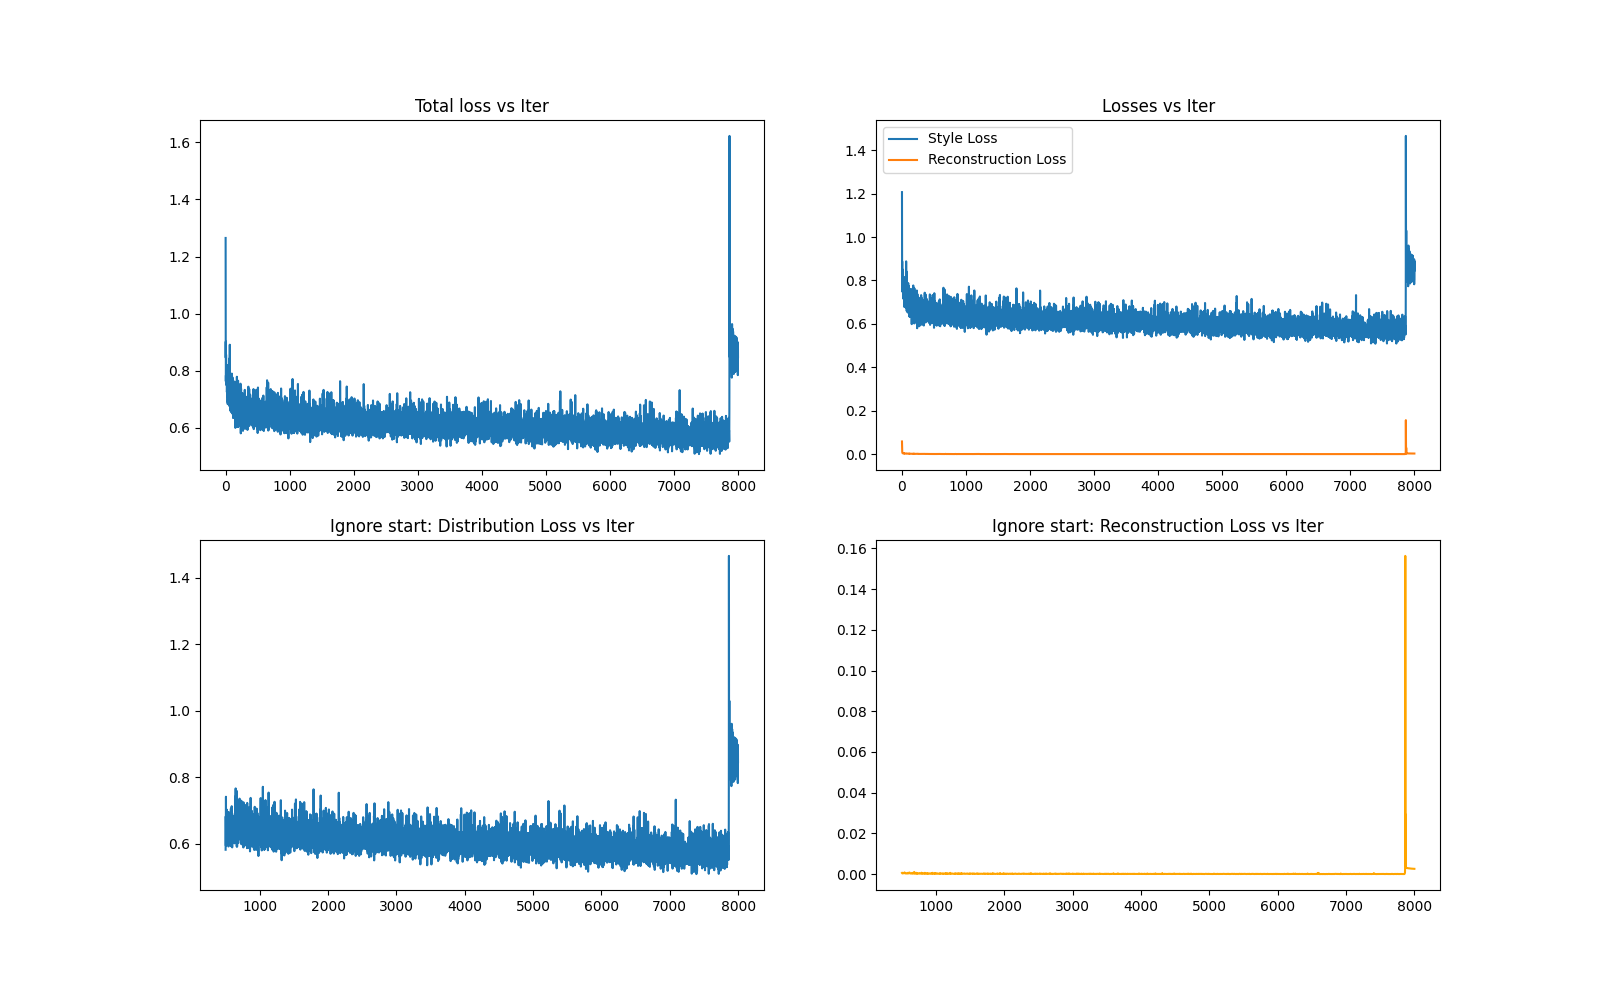 Total loss vs Iter
1.6
1.4
1.2
1.0
0.8
0.6
0 1000 2000 3000 4000 5000 6000 7000 8000
Losses vs Iter
Style Loss
Reconstruction Loss
1.4
1.2
1.0
0.8
0.6
0.4
0.2
0.0
0 1000 2000 3000 4000 5000 6000 7000 8000
Ignore start: Distribution Loss vs Iter
1.4
1.2
1.0
0.8
0.6
1000 2000 3000 4000 5000 6000 7000 8000
Ignore start: Reconstruction Loss vs Iter
0.16
0.14
0.12
0.10
0.08
0.06
0.04
0.02
0.00
1000 2000 3000 4000 5000 6000 7000 8000